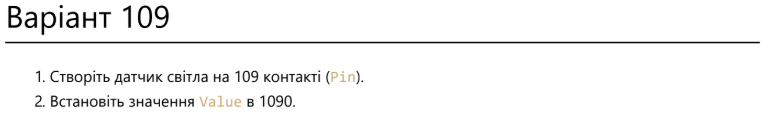 Варіант 109
1. Створіть датчик світла на 109 контакті (Pin).
2. Встановіть значення Value в 1090.